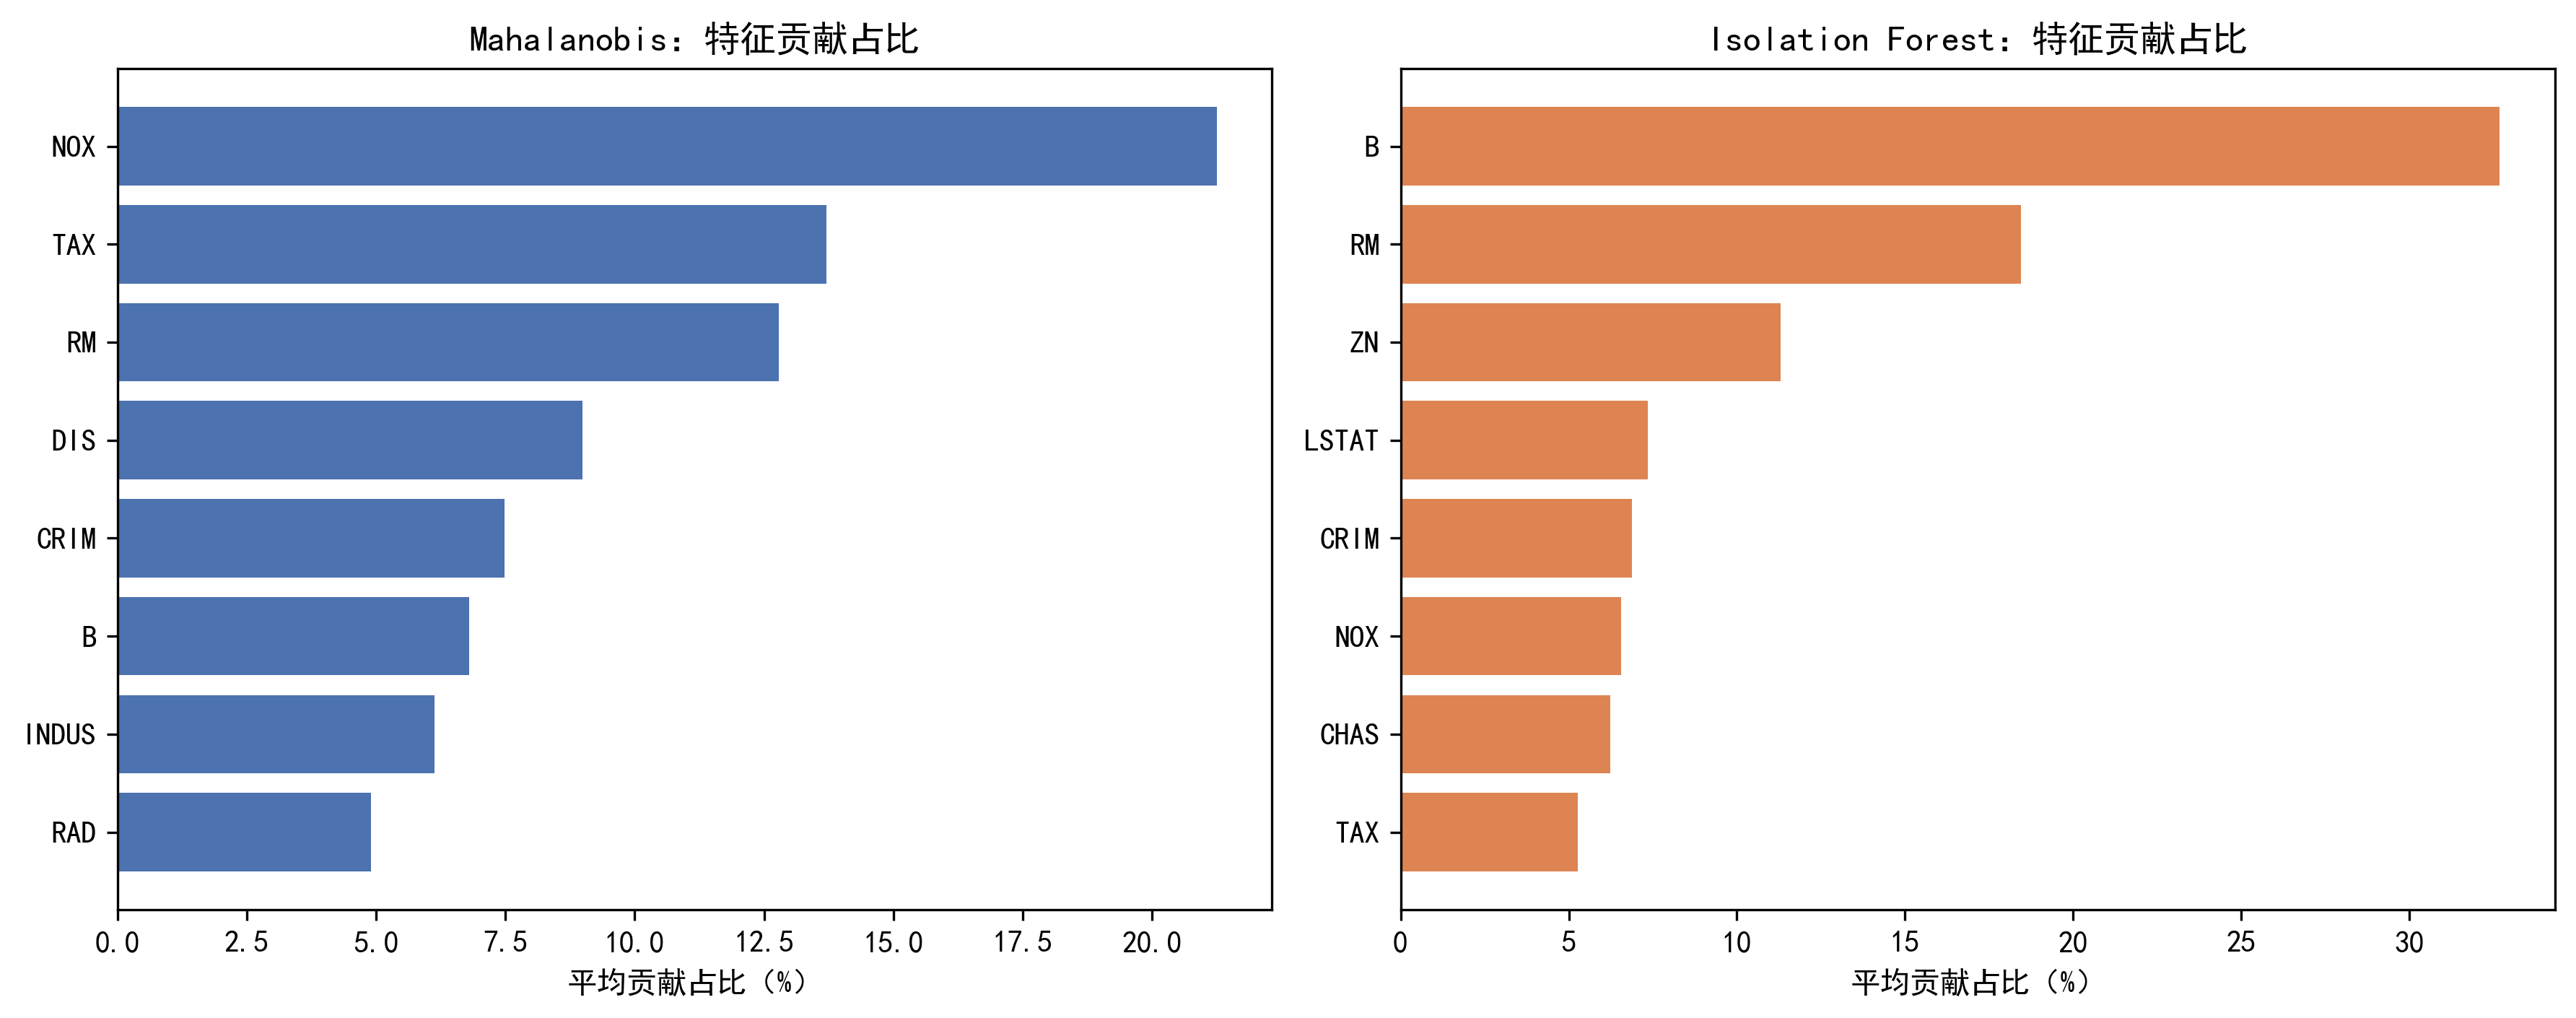 Mahalanobis：特征贡献占比
NOX
TAX
RM
DIS
CRIM
B
INDUS
RAD
0.0 2.5 5.0 7.5 10.0 12.5 15.0 17.5 20.0
平均贡献占比（%）
Isolation Forest：特征贡献占比
B
RM
ZN
LSTAT
CRIM
NOX
CHAS
TAX
0 5 10 15 20 25 30
平均贡献占比（%）